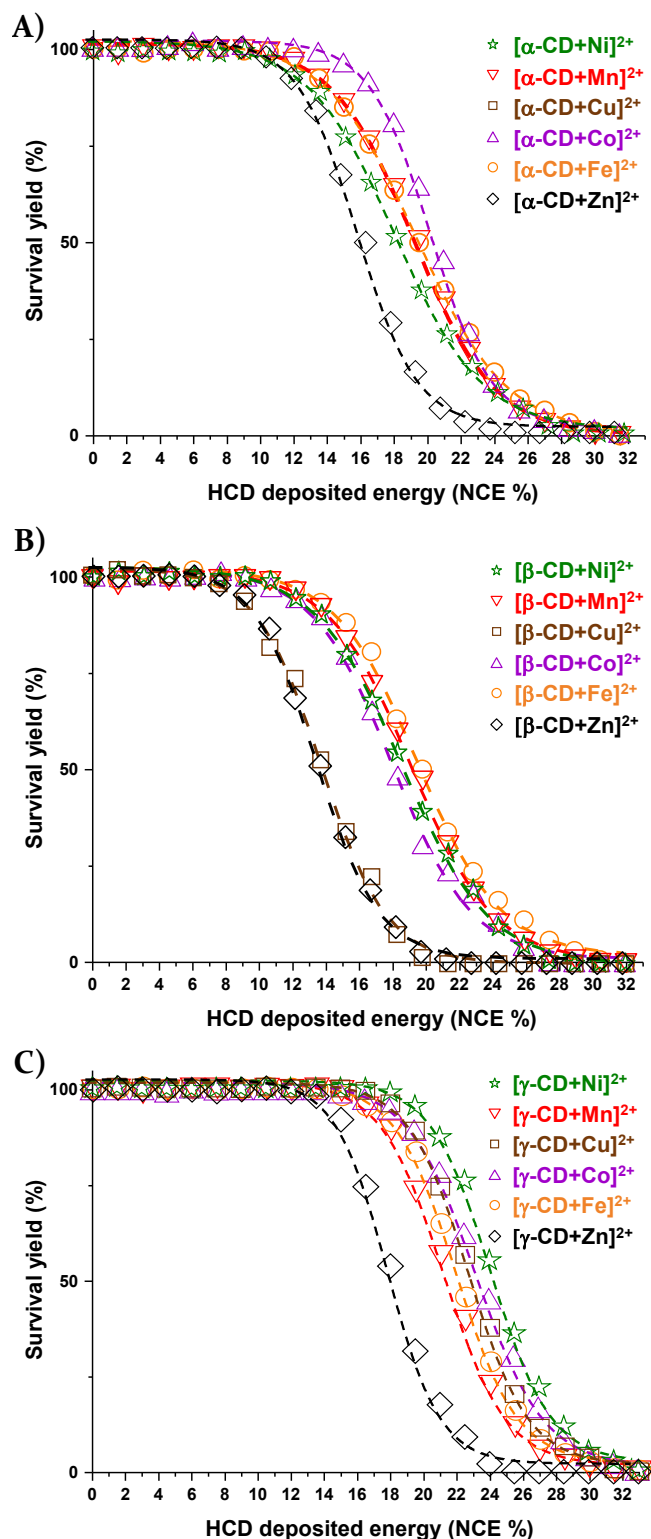 A)
100
50
0
Survival yield (%)
[α-CD+Ni]²⁺
[α-CD+Mn]²⁺
[α-CD+Cu]²⁺
[α-CD+Co]²⁺
[α-CD+Fe]²⁺
[α-CD+Zn]²⁺
0 2 4 6 8 10 12 14 16 18 20 22 24 26 28 30 32
HCD deposited energy (NCE %)
B)
100
50
0
Survival yield (%)
[β-CD+Ni]²⁺
[β-CD+Mn]²⁺
[β-CD+Cu]²⁺
[β-CD+Co]²⁺
[β-CD+Fe]²⁺
[β-CD+Zn]²⁺
0 2 4 6 8 10 12 14 16 18 20 22 24 26 28 30 32
HCD deposited energy (NCE %)
C)
100
50
0
Survival yield (%)
[γ-CD+Ni]²⁺
[γ-CD+Mn]²⁺
[γ-CD+Cu]²⁺
[γ-CD+Co]²⁺
[γ-CD+Fe]²⁺
[γ-CD+Zn]²⁺
0 2 4 6 8 10 12 14 16 18 20 22 24 26 28 30 32
HCD deposited energy (NCE %)